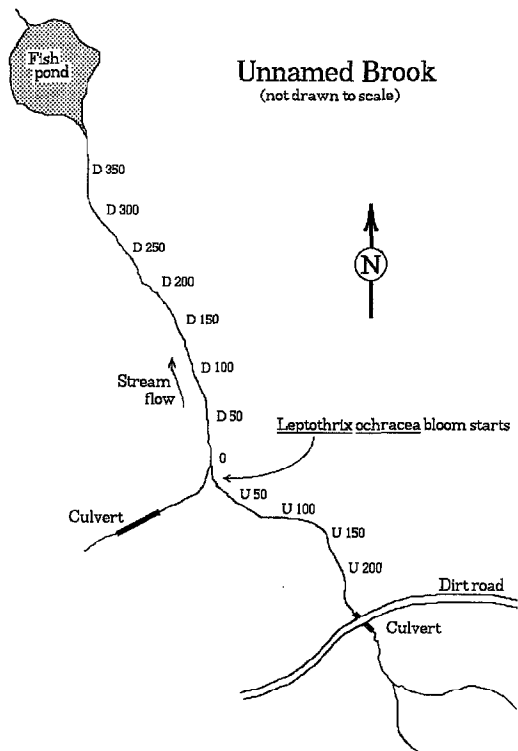 Unnamed Brook
(not drawn to scale)
Fish
pond
D 350
D 300
N
D 250
D 200
D 150
D 100
Stream
flow
D 50
Leptothrix ochracea bloom starts
0
U 50
Culvert
U 100
U 150
U 200
Dirt road
Culvert